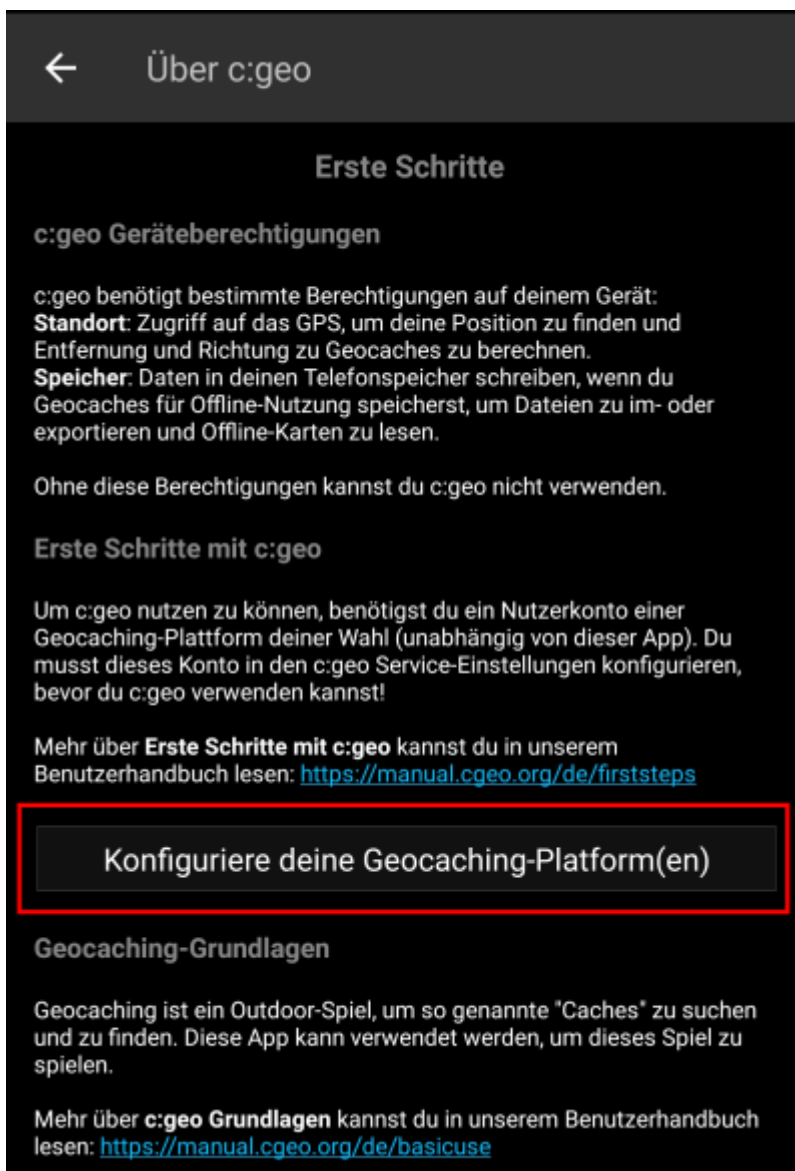 Über c:geo
Erste Schritte
c:geo Geräteberechtigungen
c:geo benötigt bestimmte Berechtigungen auf deinem Gerät:
Standort: Zugriff auf das GPS, um deine Position zu finden und
Entfernung und Richtung zu Geocaches zu berechnen.
Speicher: Daten in deinen Telefonspeicher schreiben, wenn du
Geocaches für Offline-Nutzung speicherst, um Dateien zu im- oder
exportieren und Offline-Karten zu lesen.
Ohne diese Berechtigungen kannst du c:geo nicht verwenden.
Erste Schritte mit c:geo
Um c:geo nutzen zu können, benötigst du ein Nutzerkonto einer
Geocaching-Plattform deiner Wahl (unabhängig von dieser App). Du
musst dieses Konto in den c:geo Service-Einstellungen konfigurieren,
bevor du c:geo verwenden kannst!
Mehr über Erste Schritte mit c:geo kannst du in unserem
Benutzerhandbuch lesen: https://manual.cgeo.org/de/firststeps
Konfiguriere deine Geocaching-Platform(en)
Geocaching-Grundlagen
Geocaching ist ein Outdoor-Spiel, um so genannte "Caches" zu suchen
und zu finden. Diese App kann verwendet werden, um dieses Spiel zu
spielen.
Mehr über c:geo Grundlagen kannst du in unserem Benutzerhandbuch
lesen: https://manual.cgeo.org/de/basicuse